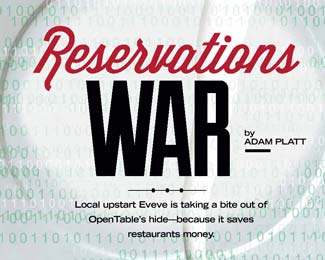 Reservations
WAR
by
ADAM PLATT
Local upstart Eveve is taking a bite out of
OpenTable's hide—because it saves
restaurants money.